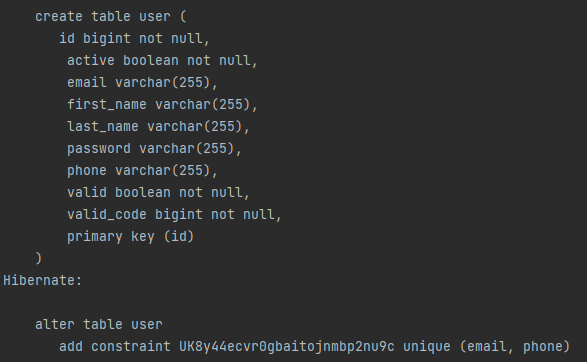 create table user (
id bigint not null,
active boolean not null,
email varchar(255),
first_name varchar(255),
last_name varchar(255),
password varchar(255),
phone varchar(255),
valid boolean not null,
valid_code bigint not null,
primary key (id)
)
Hibernate:
alter table user
add constraint UK8y44ecvr0gbaitojnmbp2nv9c unique (email, phone)